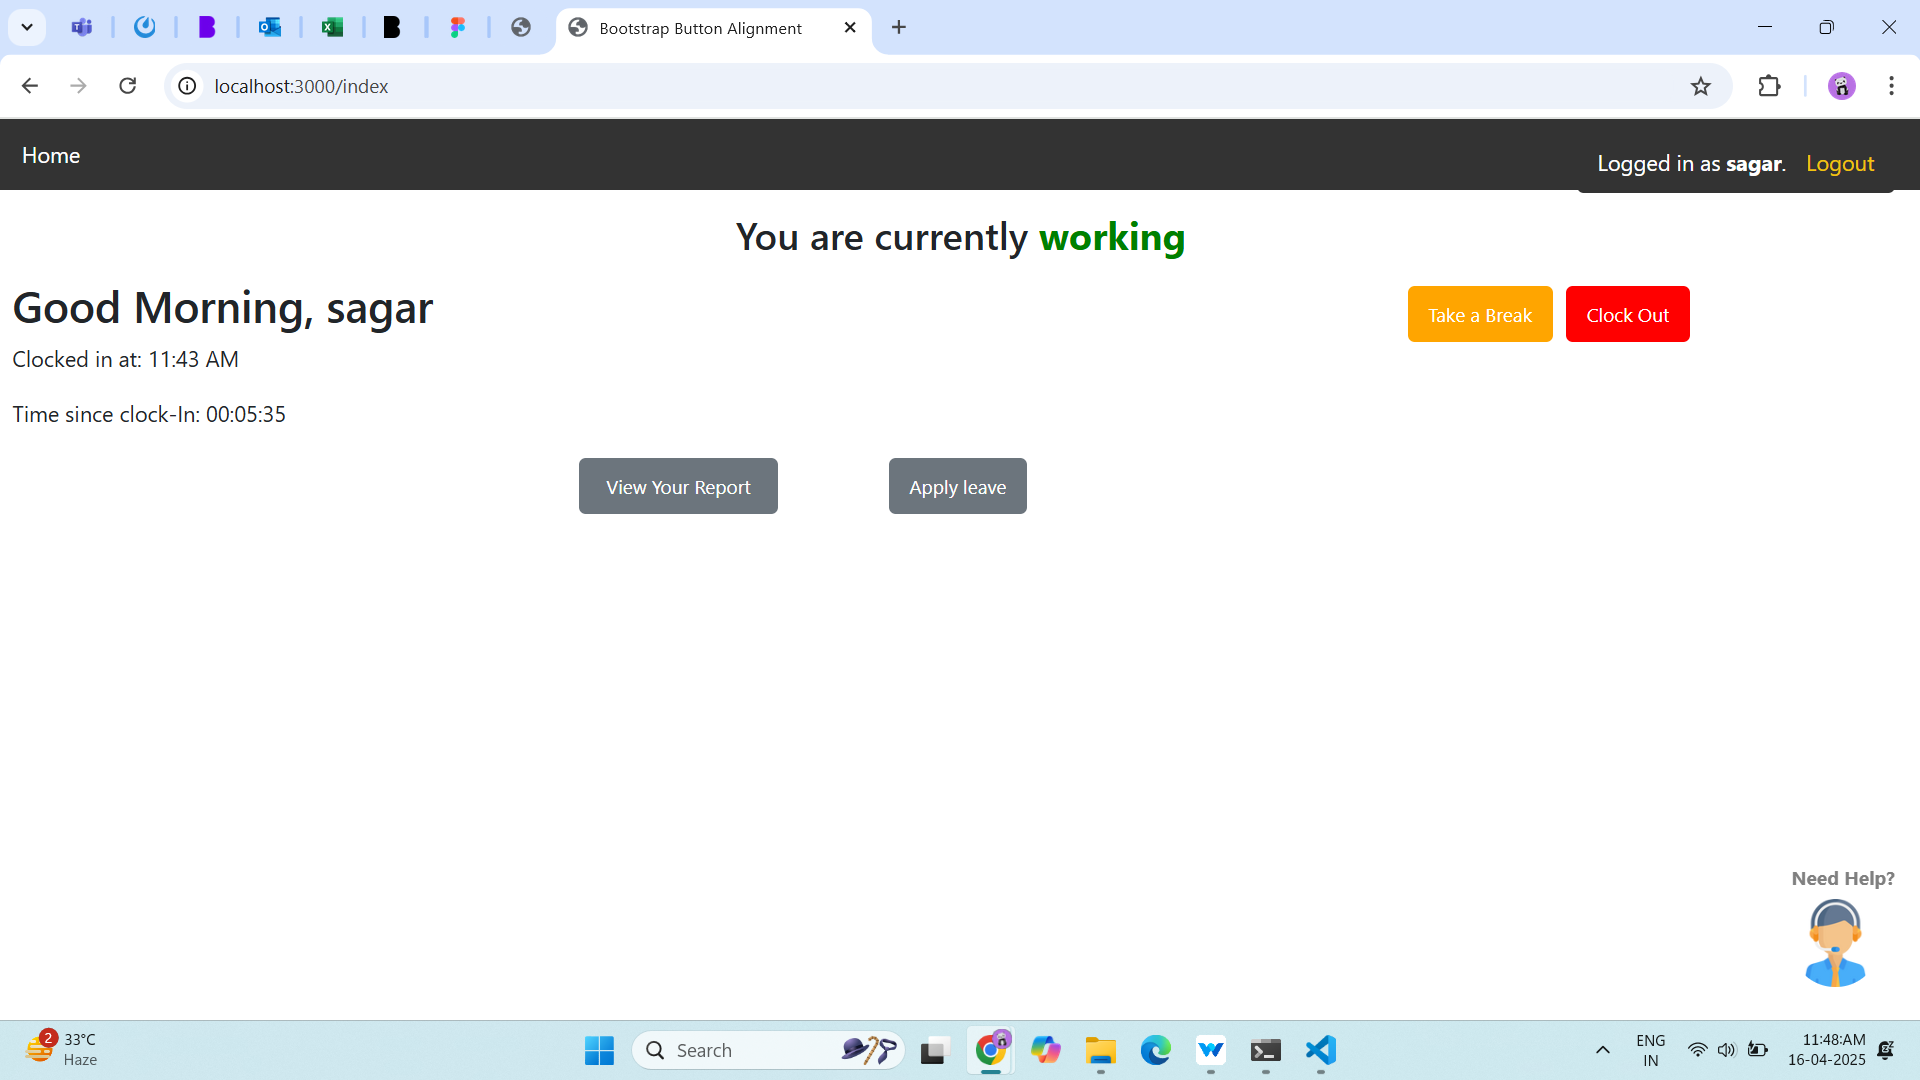 Bootstrap Button Alignment
localhost:3000/index
Home
Logged in as sagar. Logout
You are currently working
Good Morning, sagar
Take a Break
Clock Out
Clocked in at: 11:43 AM
Time since clock-In: 00:05:35
View Your Report
Apply leave
Need Help?
2
33°C
Haze
Search
ENG
IN
11:48:AM
16-04-2025